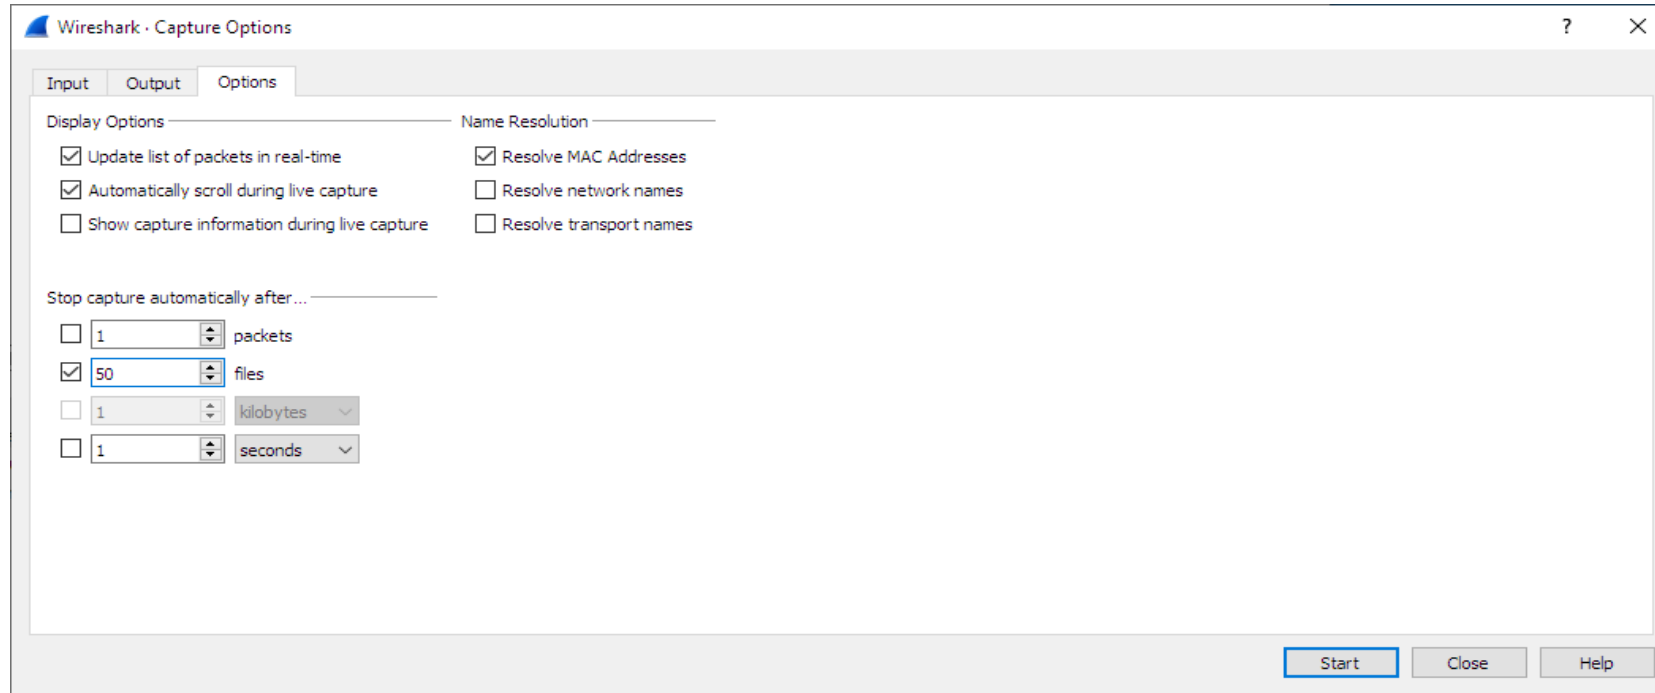 Wireshark · Capture Options
?
Input Output Options
Display Options
Update list of packets in real-time
Automatically scroll during live capture
Show capture information during live capture
Name Resolution
Resolve MAC Addresses
Resolve network names
Resolve transport names
Stop capture automatically after...
1 packets
50 files
1 kilobytes
1 seconds
Start Close Help